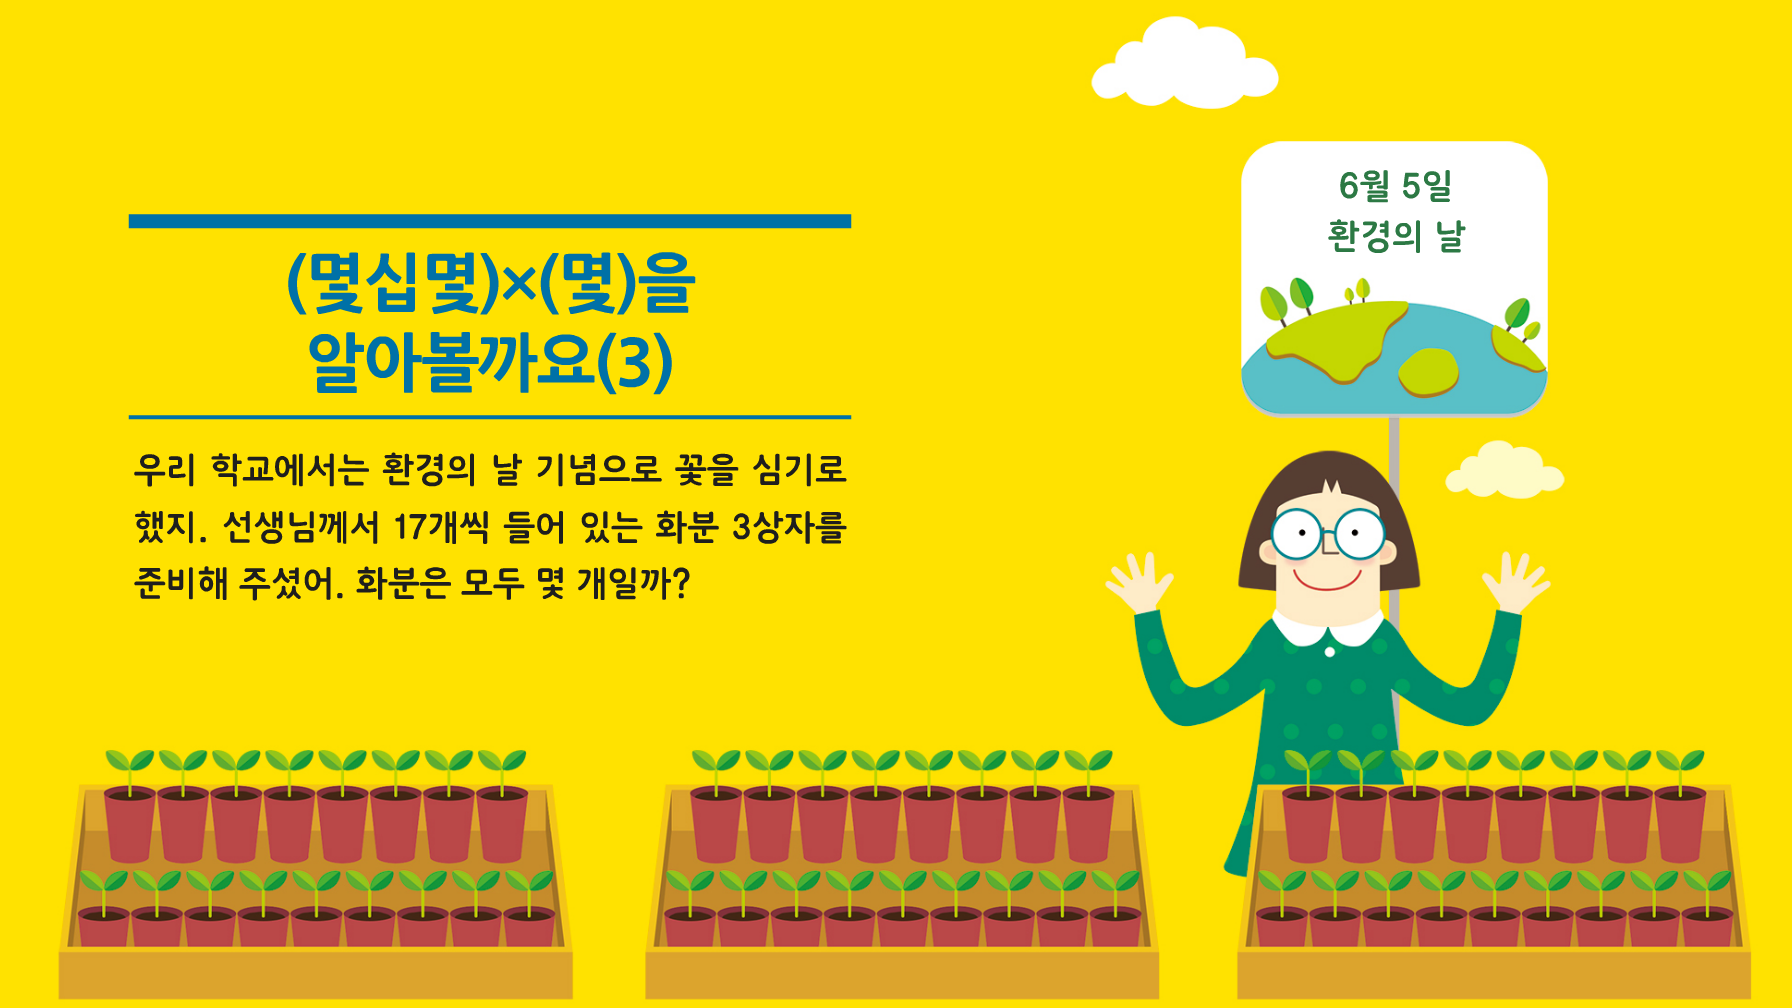 (몇십몇)×(몇)을
알아볼까요(3)
우리 학교에서는 환경의 날 기념으로 꽃을 심기로
했지. 선생님께서 17개씩 들어 있는 화분 3상자를
준비해 주셨어. 화분은 모두 몇 개일까?
6월 5일
환경의 날